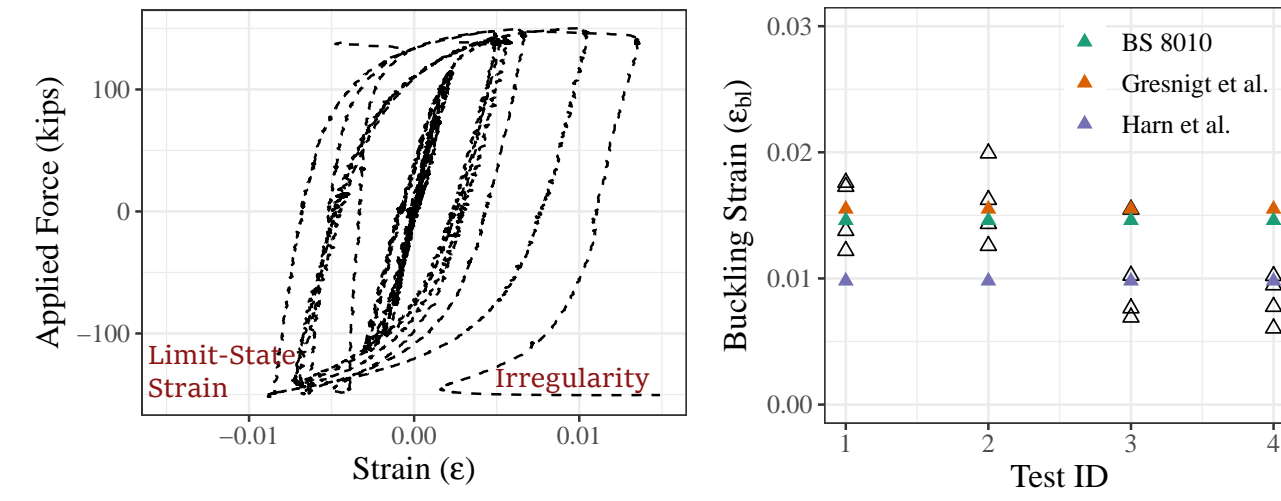 Applied Force (kips)
100
0
−100
Limit-State
Strain
Irregularity
−0.01
0.00
0.01
Strain (ε)
Buckling Strain (εbl)
0.03
0.02
0.01
0.00
BS 8010
Gresnigt et al.
Harn et al.
1
2
3
4
Test ID